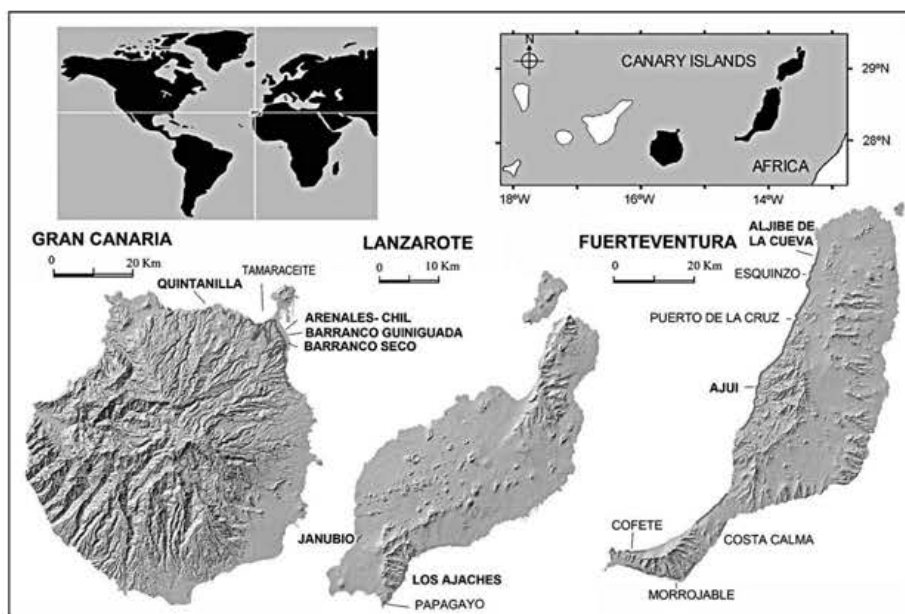 N
CANARY ISLANDS
29ºN
28ºN
AFRICA
18ºW
16ºW
14ºW
GRAN CANARIA
0
20 Km
QUINTANILLA
TAMARACEITE
ARENALES- CHIL
BARRANCO GUINIGUADA
BARRANCO SECO
LANZAROTE
0
10 Km
JANUBIO
LOS AJACHES
PAPAGAYO
FUERTEVENTURA
0
20 Km
ALJIBE DE
LA CUEVA
ESQUINZO
PUERTO DE LA CRUZ
AJUI
COFETE
COSTA CALMA
MORROJABLE